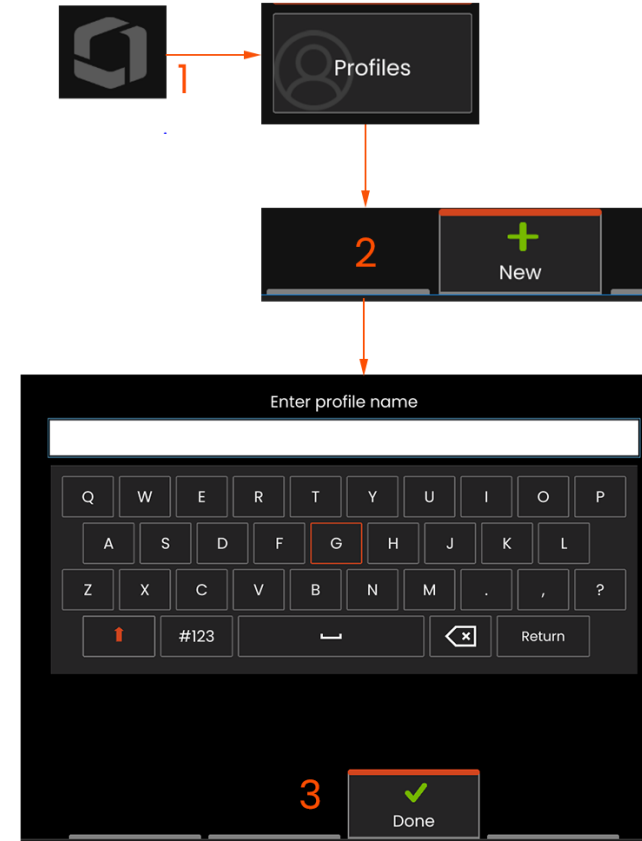 1
Profiles
2
New
Enter profile name
Q W E R T Y U I O P
A S D F G H J K L
Z X C V B N M . , ?
#123 Return
3
Done